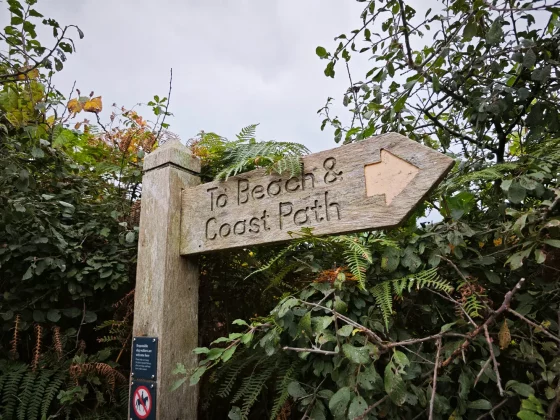 To Beach &
Coast Path